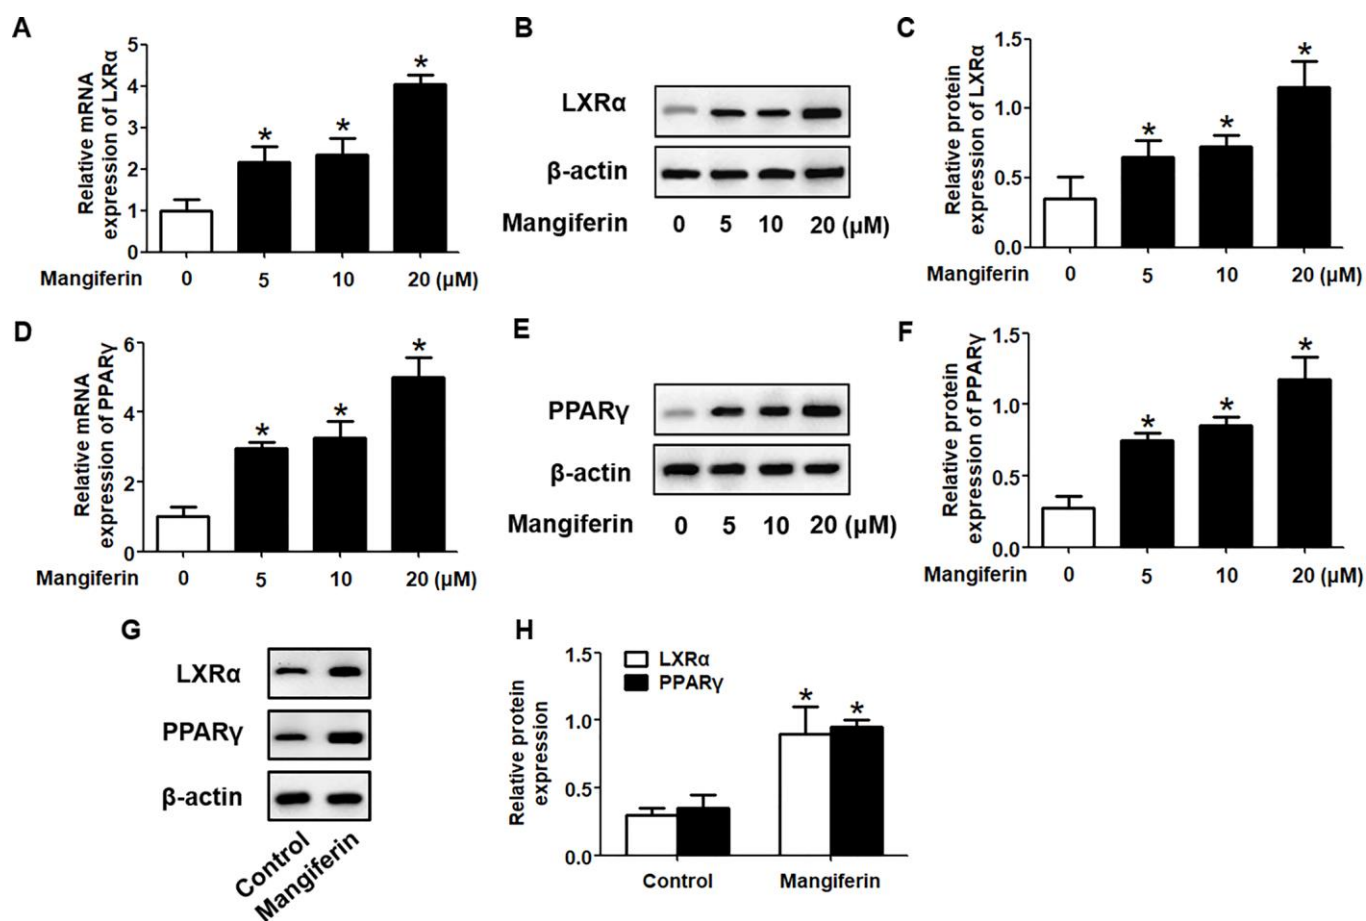 A
Relative mRNA
expression of LXRα
5
4
3
2
1
0
*
*
*
Mangiferin 0 5 10 20 (μM)
B
LXRα
β-actin
Mangiferin 0 5 10 20 (μM)
C
Relative protein
expression of LXRα
1.5
1.0
0.5
0.0
*
*
*
Mangiferin 0 5 10 20 (μM)
D
Relative mRNA
expression of PPARγ
6
4
2
0
*
*
*
Mangiferin 0 5 10 20 (μM)
E
PPARγ
β-actin
Mangiferin 0 5 10 20 (μM)
F
Relative protein
expression of PPARγ
1.5
1.0
0.5
0.0
*
*
*
Mangiferin 0 5 10 20 (μM)
G
LXRα
PPARγ
β-actin
Control
Mangiferin
H
Relative protein
expression
1.5
1.0
0.5
0.0
LXRα
PPARγ
* *
Control Mangiferin